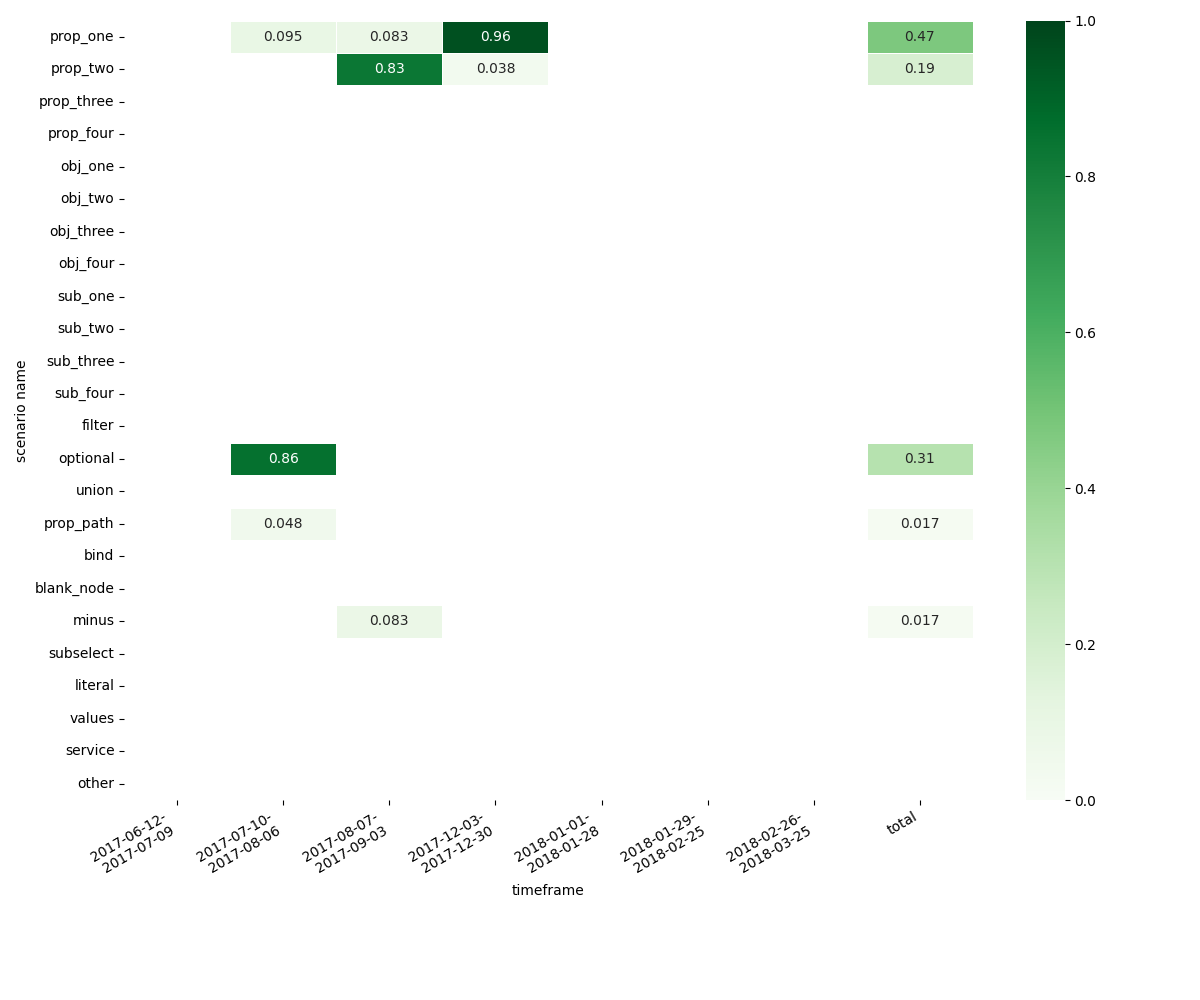 prop_one 0.095 0.083 0.96 0.47
prop_two 0.83 0.038 0.19
prop_three
prop_four
obj_one
obj_two
obj_three
obj_four
sub_one
sub_two
sub_three
sub_four
filter
optional 0.86 0.31
union
prop_path 0.048 0.017
bind
blank_node
minus 0.083 0.017
subselect
literal
values
service
other
scenario name
2017-06-12-
2017-07-09
2017-07-10-
2017-08-06
2017-08-07-
2017-09-03
2017-12-03-
2017-12-30
2018-01-01-
2018-01-28
2018-01-29-
2018-02-25
2018-02-26-
2018-03-25
total
timeframe
1.0
0.8
0.6
0.4
0.2
0.0